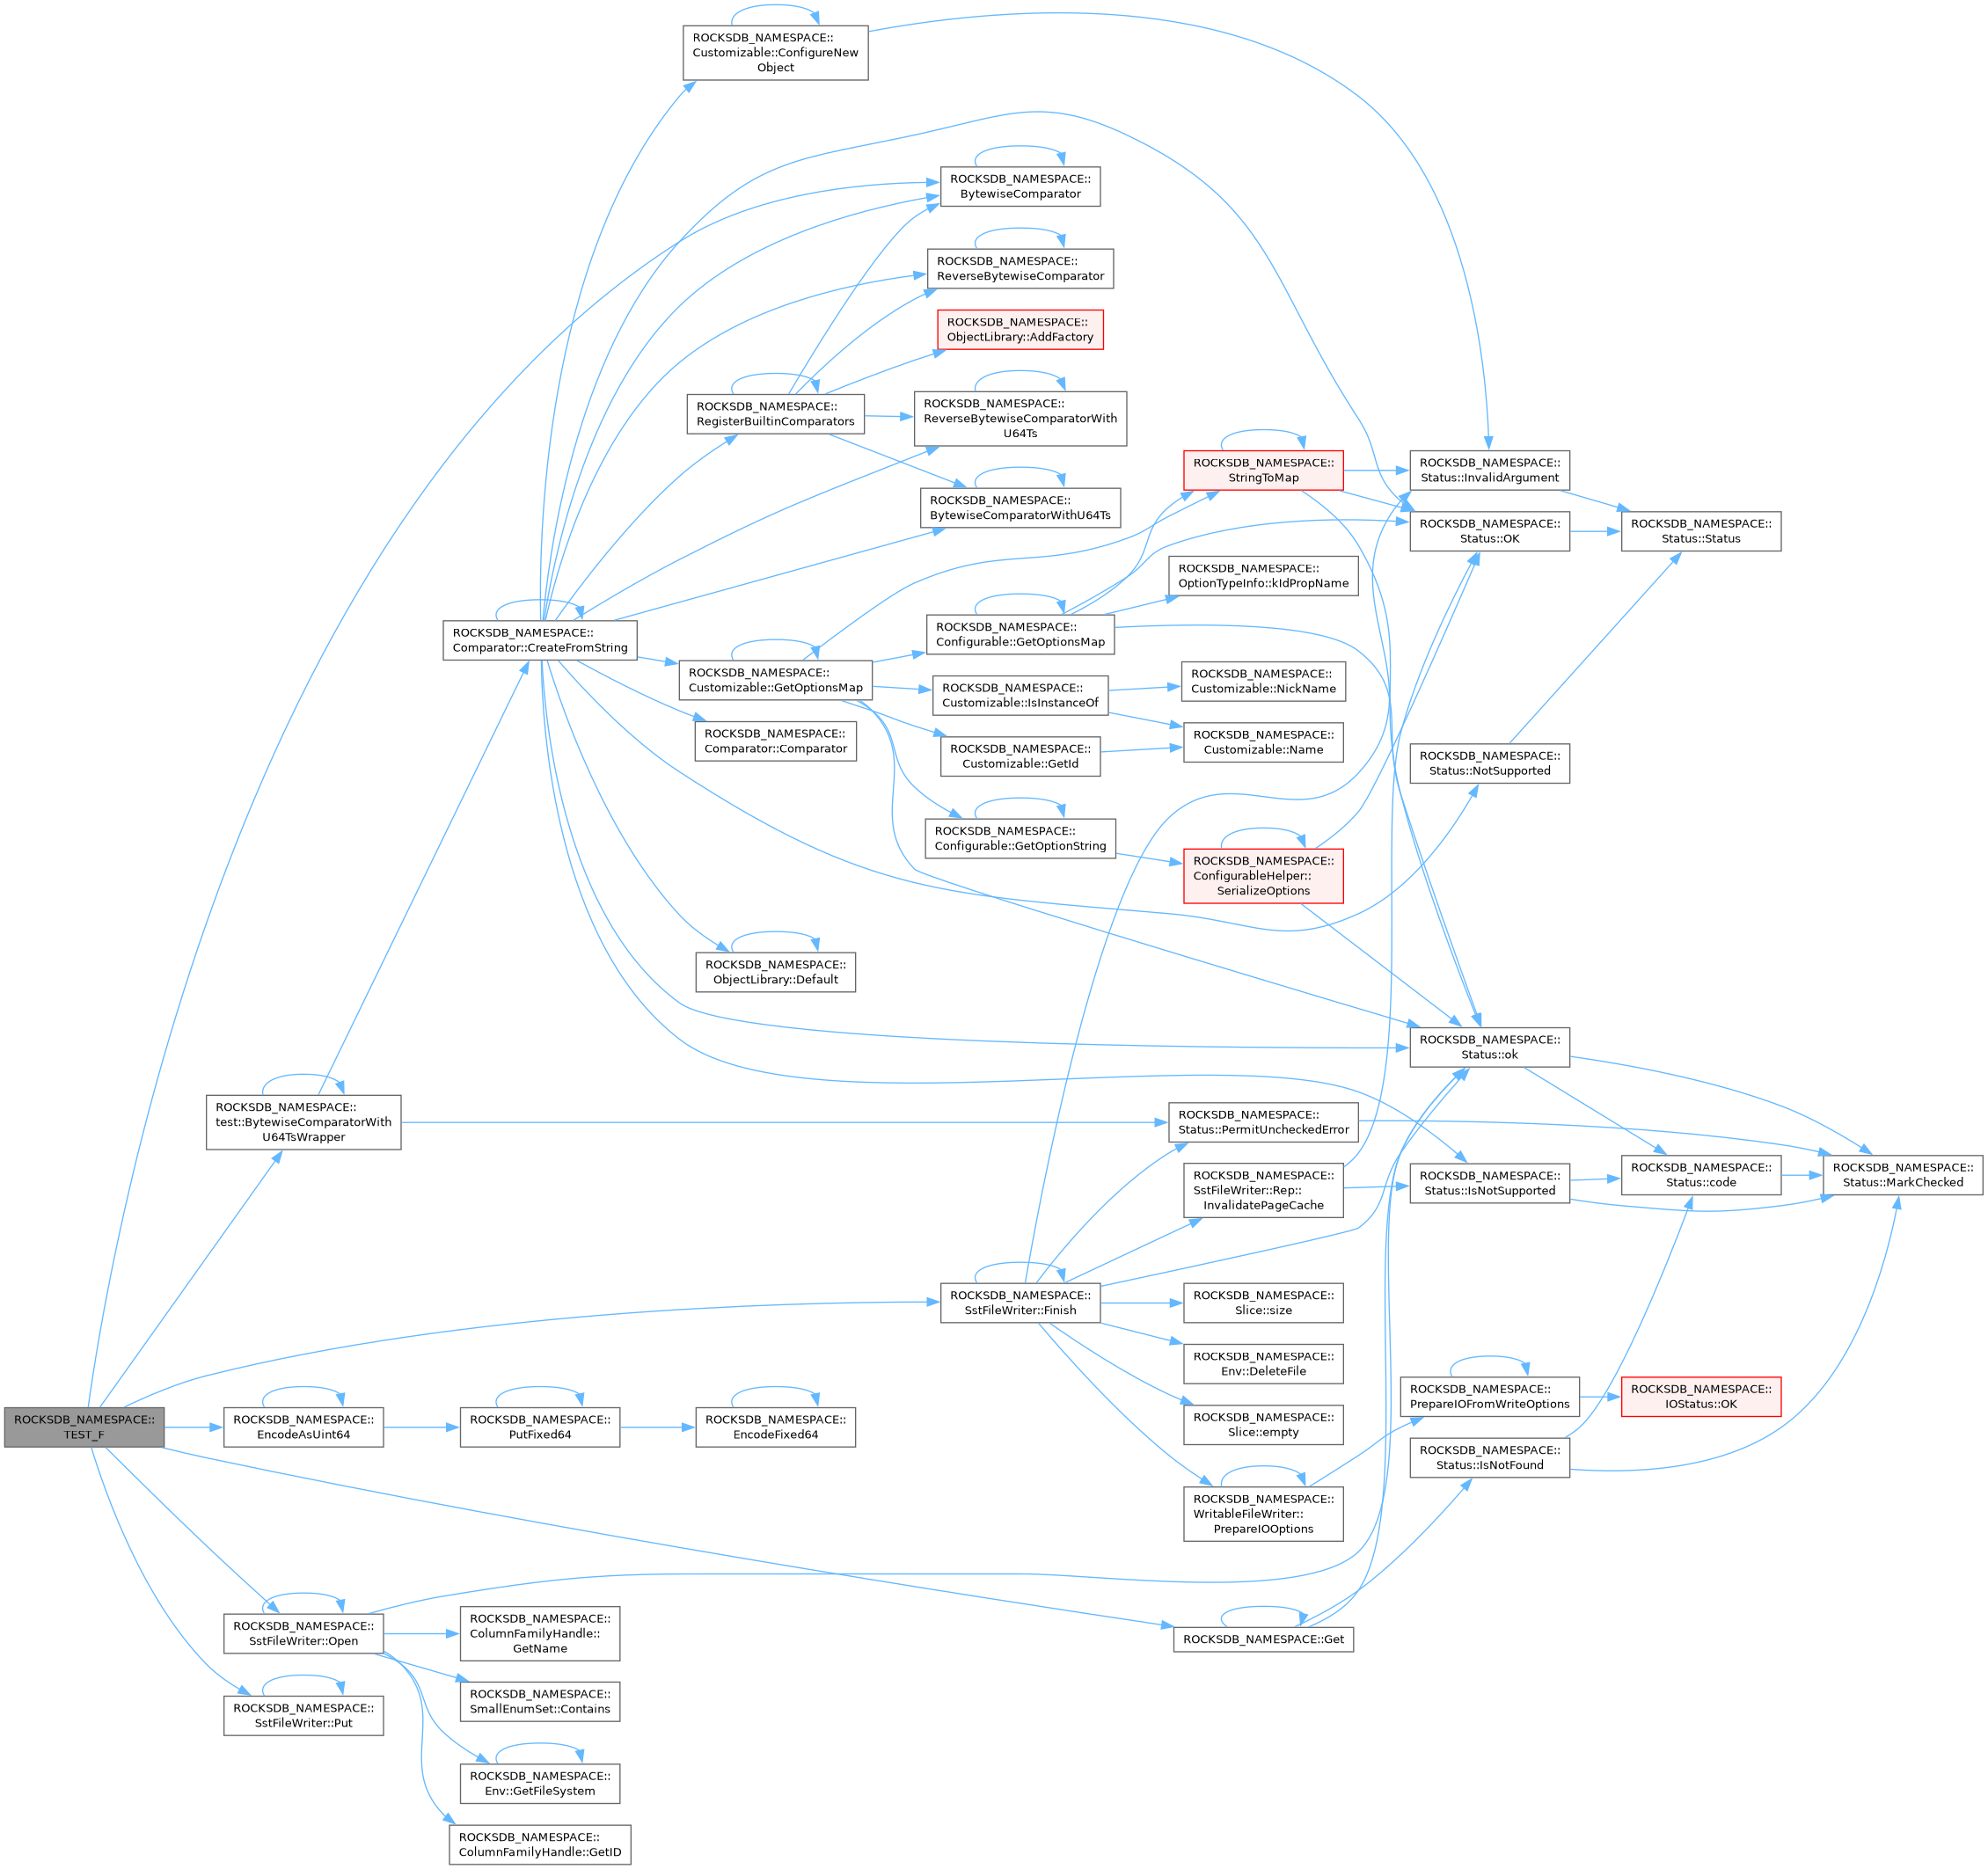 ROCKSDB_NAMESPACE::
Customizable::ConfigureNew
Object
ROCKSDB_NAMESPACE::
BytewiseComparator
ROCKSDB_NAMESPACE::
ReverseBytewiseComparator
ROCKSDB_NAMESPACE::
ObjectLibrary::AddFactory
ROCKSDB_NAMESPACE::
RegisterBuiltinComparators
ROCKSDB_NAMESPACE::
ReverseBytewiseComparatorWith
U64Ts
ROCKSDB_NAMESPACE::
StringToMap
ROCKSDB_NAMESPACE::
Status::InvalidArgument
ROCKSDB_NAMESPACE::
BytewiseComparatorWithU64Ts
ROCKSDB_NAMESPACE::
Status::OK
ROCKSDB_NAMESPACE::
Status::Status
ROCKSDB_NAMESPACE::
OptionTypeInfo::kIdPropName
ROCKSDB_NAMESPACE::
Comparator::CreateFromString
ROCKSDB_NAMESPACE::
Configurable::GetOptionsMap
ROCKSDB_NAMESPACE::
Customizable::GetOptionsMap
ROCKSDB_NAMESPACE::
Customizable::IsInstanceOf
ROCKSDB_NAMESPACE::
Customizable::NickName
ROCKSDB_NAMESPACE::
Comparator::Comparator
ROCKSDB_NAMESPACE::
Customizable::GetId
ROCKSDB_NAMESPACE::
Customizable::Name
ROCKSDB_NAMESPACE::
Status::NotSupported
ROCKSDB_NAMESPACE::
Configurable::GetOptionString
ROCKSDB_NAMESPACE::
ConfigurableHelper::
SerializeOptions
ROCKSDB_NAMESPACE::
ObjectLibrary::Default
ROCKSDB_NAMESPACE::
Status::ok
ROCKSDB_NAMESPACE::
test::BytewiseComparatorWith
U64TsWrapper
ROCKSDB_NAMESPACE::
Status::PermitUncheckedError
ROCKSDB_NAMESPACE::
SstFileWriter::Rep::
InvalidatePageCache
ROCKSDB_NAMESPACE::
Status::IsNotSupported
ROCKSDB_NAMESPACE::
Status::code
ROCKSDB_NAMESPACE::
Status::MarkChecked
ROCKSDB_NAMESPACE::
SstFileWriter::Finish
ROCKSDB_NAMESPACE::
Slice::size
ROCKSDB_NAMESPACE::
Env::DeleteFile
ROCKSDB_NAMESPACE::
PrepareIOFromWriteOptions
ROCKSDB_NAMESPACE::
IOStatus::OK
ROCKSDB_NAMESPACE::
TEST_F
ROCKSDB_NAMESPACE::
EncodeAsUint64
ROCKSDB_NAMESPACE::
PutFixed64
ROCKSDB_NAMESPACE::
EncodeFixed64
ROCKSDB_NAMESPACE::
Slice::empty
ROCKSDB_NAMESPACE::
Status::IsNotFound
ROCKSDB_NAMESPACE::
WritableFileWriter::
PrepareIOOptions
ROCKSDB_NAMESPACE::
SstFileWriter::Open
ROCKSDB_NAMESPACE::
ColumnFamilyHandle::
GetName
ROCKSDB_NAMESPACE::Get
ROCKSDB_NAMESPACE::
SmallEnumSet::Contains
ROCKSDB_NAMESPACE::
SstFileWriter::Put
ROCKSDB_NAMESPACE::
Env::GetFileSystem
ROCKSDB_NAMESPACE::
ColumnFamilyHandle::GetID